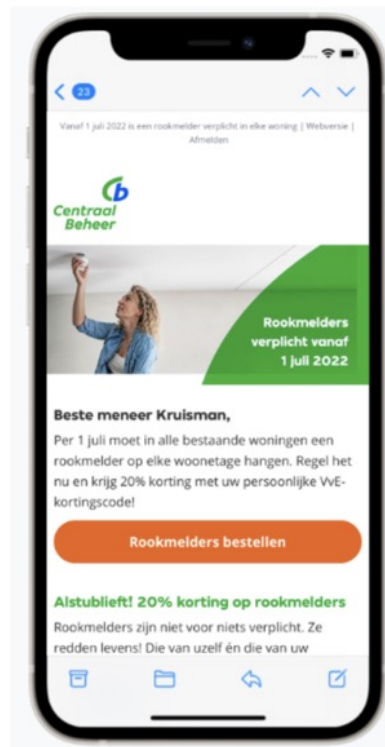 23
Vanaf 1 juli 2022 is een rookmelder verplicht in elke woning | Webversie |
Afmelden
Cb
Centraal
Beheer
Rookmelders
verplicht vanaf
1 juli 2022
Beste meneer Kruisman,
Per 1 juli moet in alle bestaande woningen een
rookmelder op elke woonetage hangen. Regel het
nu en krijg 20% korting met uw persoonlijke VvE-
kortingscode!
Rookmelders bestellen
Alstublieft! 20% korting op rookmelders
Rookmelders zijn niet voor niets verplicht. Ze
redden levens! Die van uzelf én die van uw